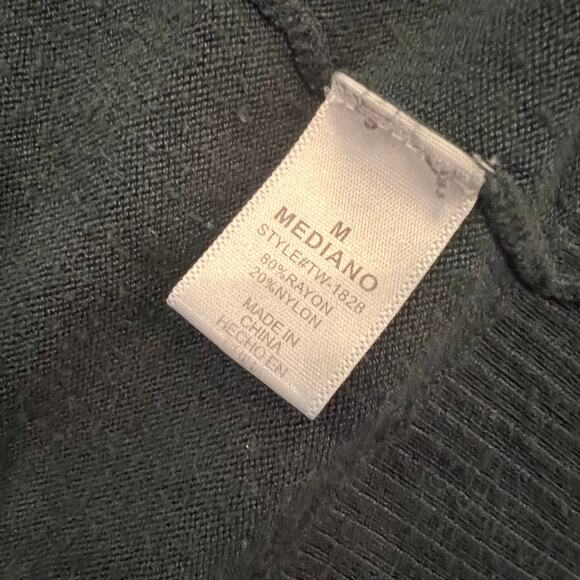 M
MEDIANO
STYLE#TW-1828
80%RAYON
20%NYLON
MADE IN
CHINA
HECHO EN